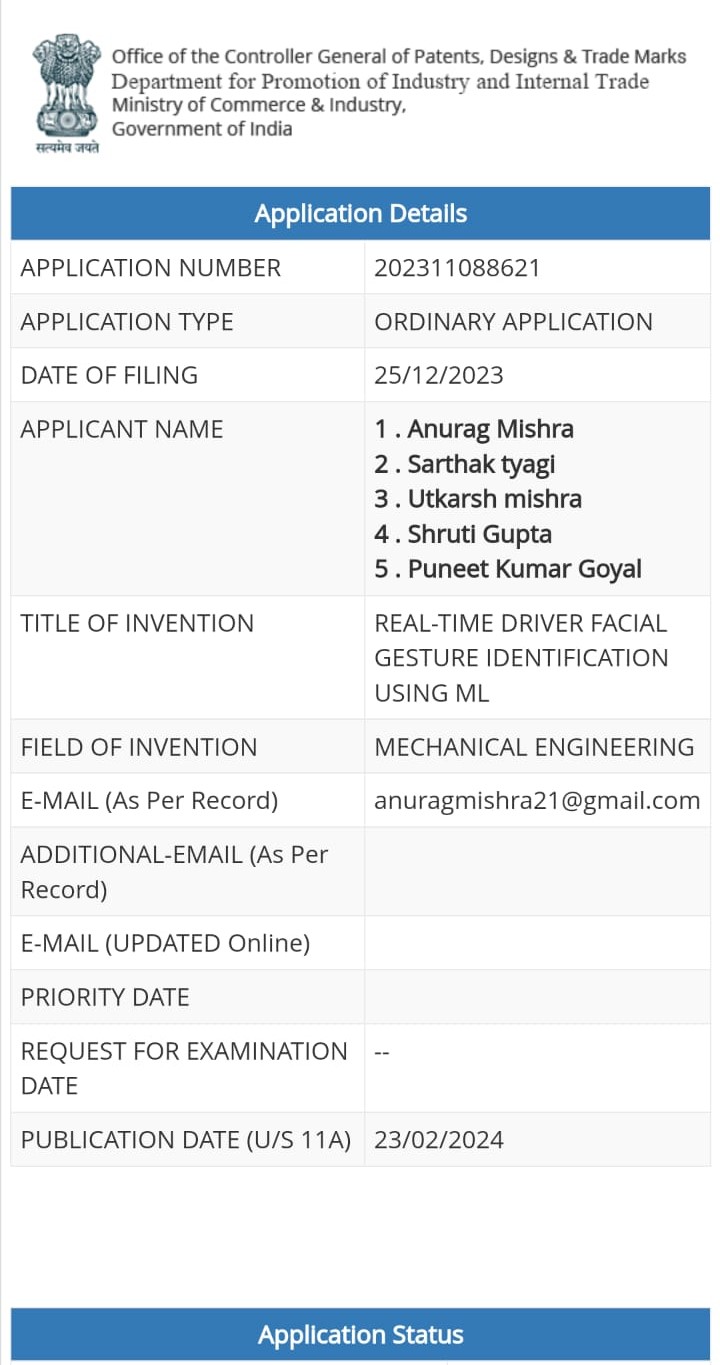 Office of the Controller General of Patents, Designs & Trade Marks
Department for Promotion of Industry and Internal Trade
Ministry of Commerce & Industry,
Government of India
सत्यमेव जयते
Application Details
APPLICATION NUMBER 202311088621
APPLICATION TYPE ORDINARY APPLICATION
DATE OF FILING 25/12/2023
APPLICANT NAME 1 . Anurag Mishra
2 . Sarthak tyagi
3 . Utkarsh mishra
4 . Shruti Gupta
5 . Puneet Kumar Goyal
TITLE OF INVENTION REAL-TIME DRIVER FACIAL
GESTURE IDENTIFICATION
USING ML
FIELD OF INVENTION MECHANICAL ENGINEERING
E-MAIL (As Per Record) anuragmishra21@gmail.com
ADDITIONAL-EMAIL (As Per
Record)
E-MAIL (UPDATED Online)
PRIORITY DATE
REQUEST FOR EXAMINATION --
DATE
PUBLICATION DATE (U/S 11A) 23/02/2024
Application Status